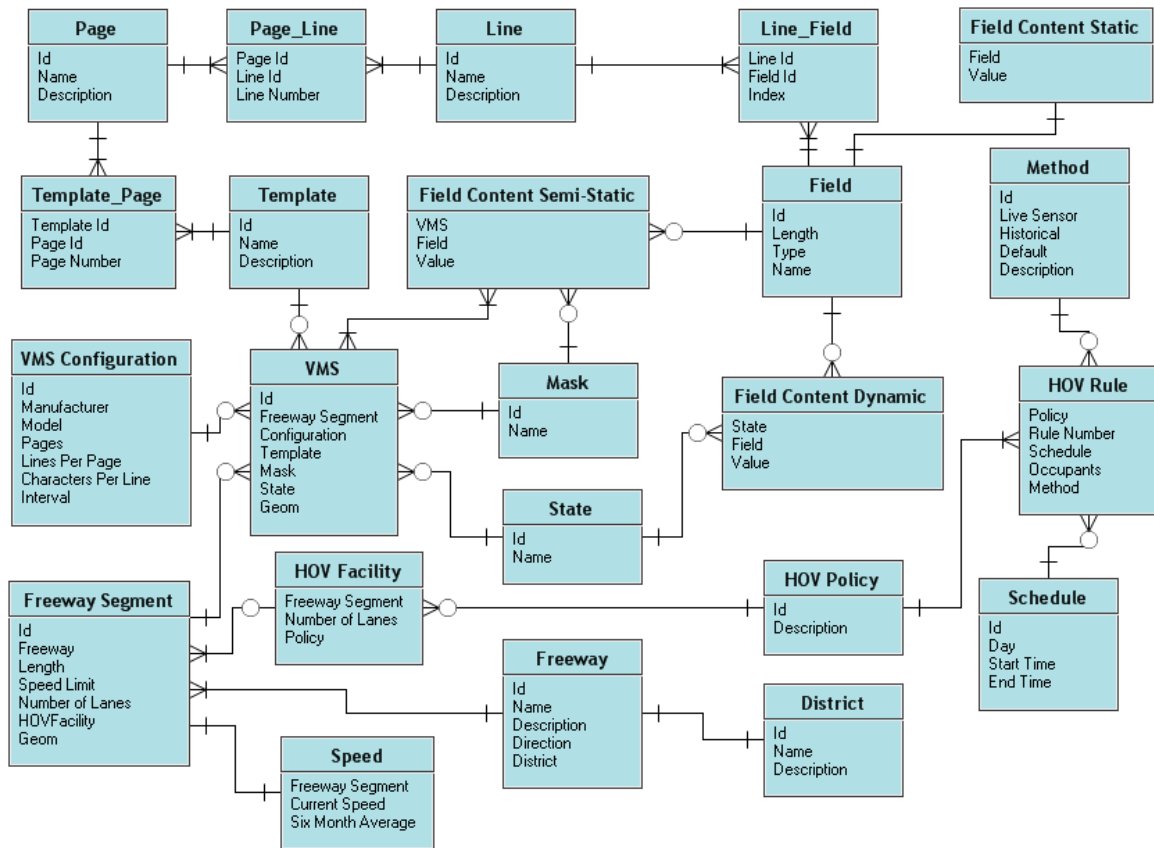 Page
Id
Name
Description
Page_Line
Page Id
Line Id
Line Number
Line
Id
Name
Description
Line_Field
Line Id
Field Id
Index
Field Content Static
Field
Value
Template_Page
Template Id
Page Id
Page Number
Template
Id
Name
Description
Field Content Semi-Static
VMS
Field
Value
Field
Id
Length
Type
Name
Method
Id
Live Sensor
Historical
Default
Description
VMS Configuration
Id
Manufacturer
Model
Pages
Lines Per Page
Characters Per Line
Interval
VMS
Id
Freeway Segment
Configuration
Template
Mask
State
Geom
Mask
Id
Name
Field Content Dynamic
State
Field
Value
HOV Rule
Policy
Rule Number
Schedule
Occupants
Method
State
Id
Name
HOV Facility
Freeway Segment
Number of Lanes
Policy
HOV Policy
Id
Description
Schedule
Id
Day
Start Time
End Time
Freeway Segment
Id
Freeway
Length
Speed Limit
Number of Lanes
HOVFacility
Geom
Freeway
Id
Name
Description
Direction
District
District
Id
Name
Description
Speed
Freeway Segment
Current Speed
Six Month Average